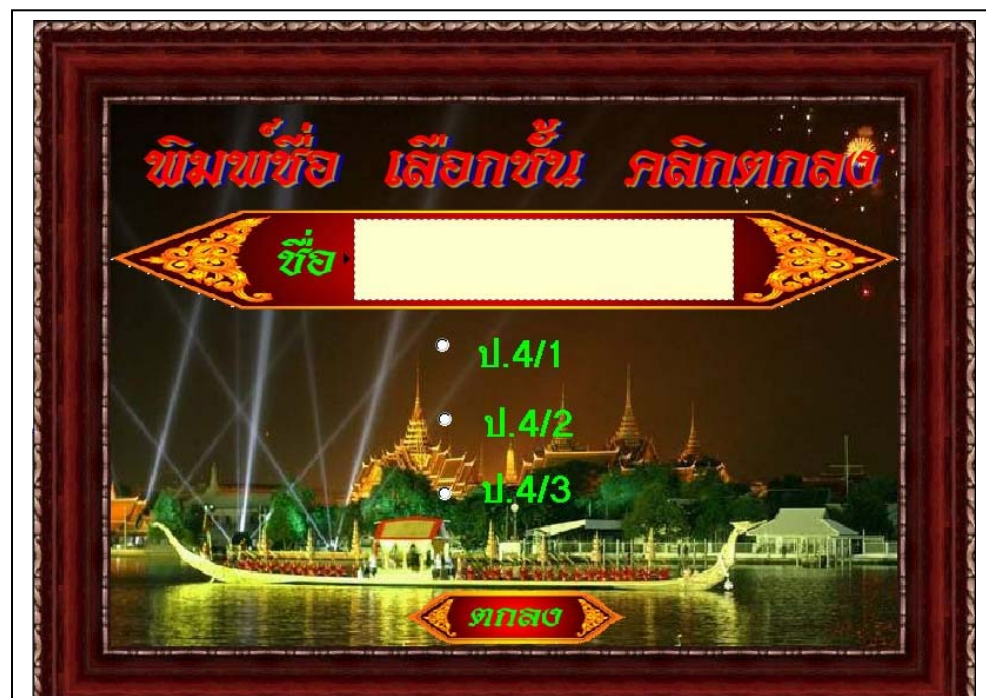 พิมพ์ชื่อ เลือกชั้น คลิกตกลง
ชื่อ
ป.4/1
ป.4/2
ป.4/3
ตกลง